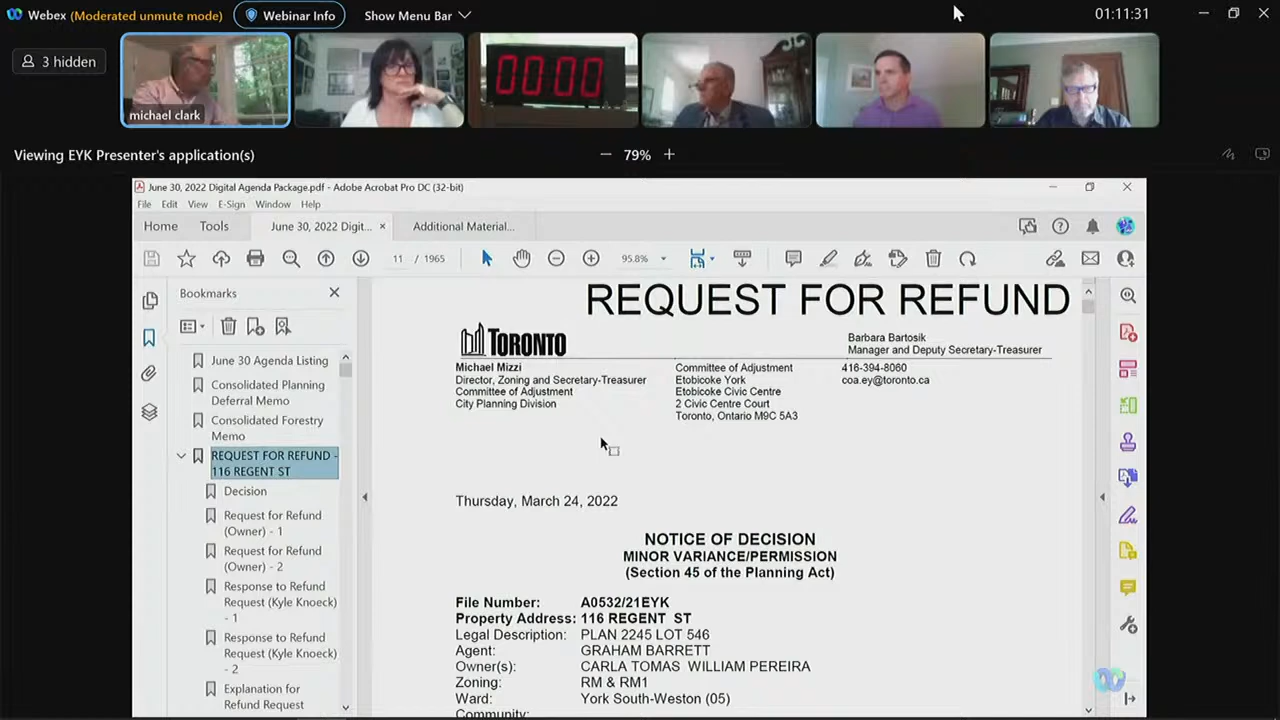 Webex (Moderated unmute mode) Webinar Info Show Menu Bar 01:11:31
3 hidden
00:00
michael clark
Viewing EYK Presenter's application(s) 79%
June 30, 2022 Digital Agenda Package.pdf - Adobe Acrobat Pro DC (32-bit)
File Edit View E-Sign Window Help
Home Tools June 30, 2022 Digit... Additional Material...
11 / 1965 95.8%
Bookmarks
June 30 Agenda Listing
Consolidated Planning
Deferral Memo
Consolidated Forestry
Memo
REQUEST FOR REFUND -
116 REGENT ST
Decision
Request for Refund
(Owner) - 1
Request for Refund
(Owner) - 2
Response to Refund
Request (Kyle Knoeck)
- 1
Response to Refund
Request (Kyle Knoeck)
- 2
Explanation for
Refund Request
REQUEST FOR REFUND
TORONTO
Barbara Bartosik
Manager and Deputy Secretary-Treasurer
Michael Mizzi Committee of Adjustment 416-394-8060
Director, Zoning and Secretary-Treasurer Etobicoke York coa.ey@toronto.ca
Committee of Adjustment Etobicoke Civic Centre
City Planning Division 2 Civic Centre Court
Toronto, Ontario M9C 5A3
Thursday, March 24, 2022
NOTICE OF DECISION
MINOR VARIANCE/PERMISSION
(Section 45 of the Planning Act)
File Number: A0532/21EYK
Property Address: 116 REGENT ST
Legal Description: PLAN 2245 LOT 546
Agent: GRAHAM BARRETT
Owner(s): CARLA TOMAS WILLIAM PEREIRA
Zoning: RM & RM1
Ward: York South-Weston (05)
Community: